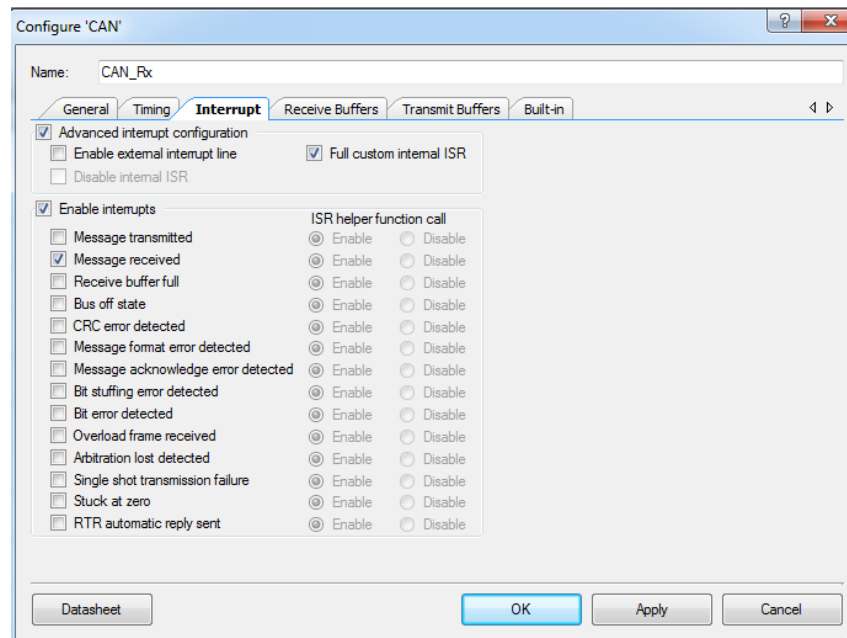 Configure 'CAN'
Name: CAN_Rx
General Timing Interrupt Receive Buffers Transmit Buffers Built-in
Advanced interrupt configuration
Enable external interrupt line Full custom internal ISR
Disable internal ISR
Enable interrupts
ISR helper function call
Message transmitted Enable Disable
Message received Enable Disable
Receive buffer full Enable Disable
Bus off state Enable Disable
CRC error detected Enable Disable
Message format error detected Enable Disable
Message acknowledge error detected Enable Disable
Bit stuffing error detected Enable Disable
Bit error detected Enable Disable
Overload frame received Enable Disable
Arbitration lost detected Enable Disable
Single shot transmission failure Enable Disable
Stuck at zero Enable Disable
RTR automatic reply sent Enable Disable
Datasheet OK Apply Cancel